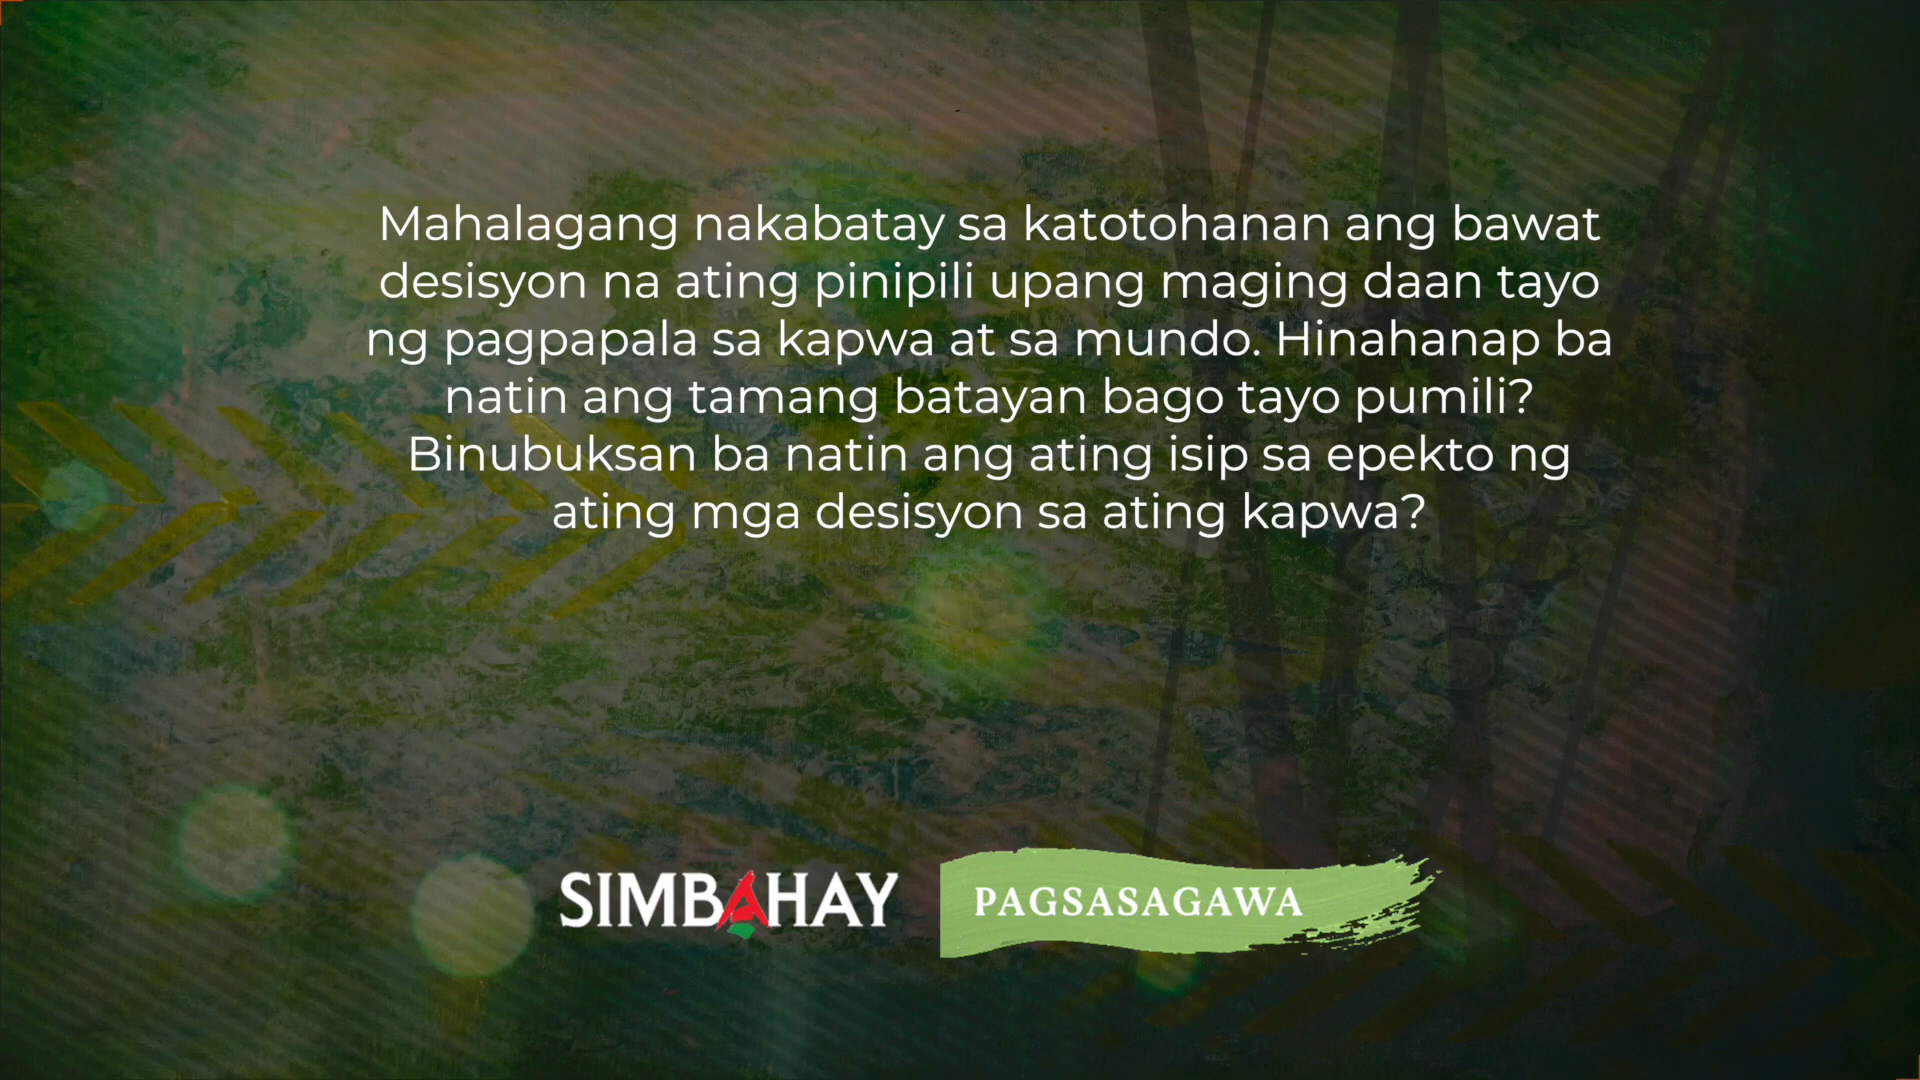 Mahalagang nakabatay sa katotohanan ang bawat
desisyon na ating pinipili upang maging daan tayo
ng pagpapala sa kapwa at sa mundo. Hinahanap ba
natin ang tamang batayan bago tayo pumili?
Binubuksan ba natin ang ating isip sa epekto ng
ating mga desisyon sa ating kapwa?
SIMBAHAY PAGSASAGAWA